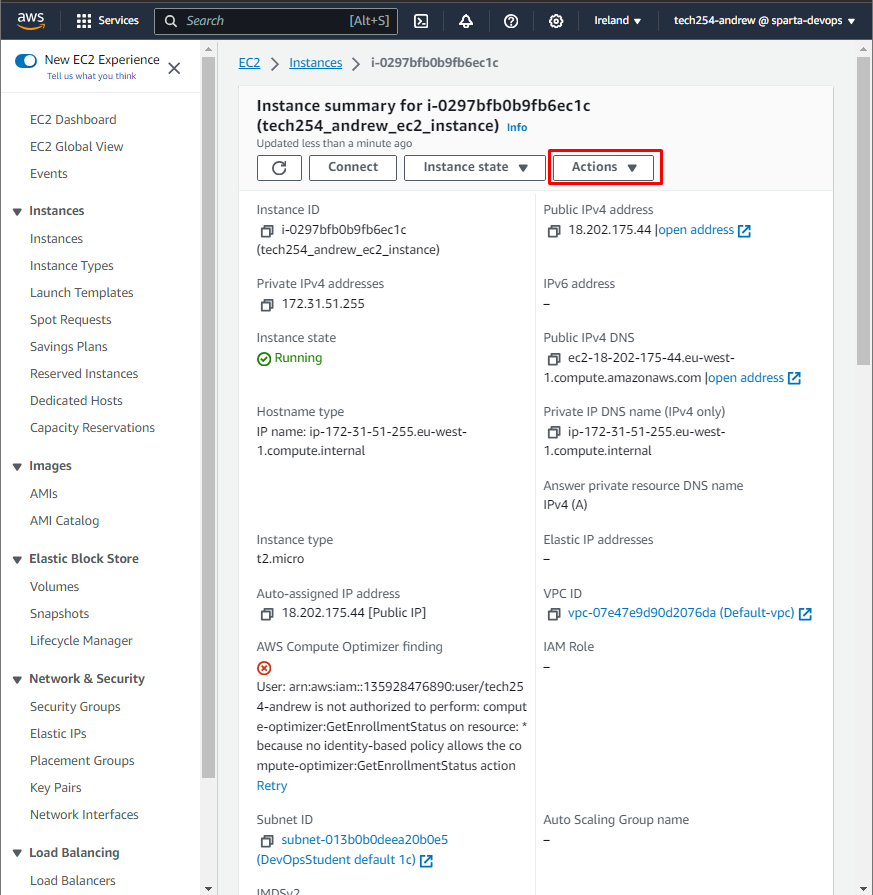 aws
Services
Search
[Alt+S]
Ireland
tech254-andrew @ sparta-devops
New EC2 Experience
Tell us what you think
EC2 Dashboard
EC2 Global View
Events
Instances
Instances
Instance Types
Launch Templates
Spot Requests
Savings Plans
Reserved Instances
Dedicated Hosts
Capacity Reservations
Images
AMIs
AMI Catalog
Elastic Block Store
Volumes
Snapshots
Lifecycle Manager
Network & Security
Security Groups
Elastic IPs
Placement Groups
Key Pairs
Network Interfaces
Load Balancing
Load Balancers
EC2 > Instances > i-0297bfb0b9fb6ec1c
Instance summary for i-0297bfb0b9fb6ec1c
(tech254_andrew_ec2_instance) Info
Updated less than a minute ago
Connect
Instance state
Actions
Instance ID
i-0297bfb0b9fb6ec1c
(tech254_andrew_ec2_instance)
Public IPv4 address
18.202.175.44 |open address
Private IPv4 addresses
172.31.51.255
IPv6 address
–
Instance state
Running
Public IPv4 DNS
ec2-18-202-175-44.eu-west-
1.compute.amazonaws.com |open address
Hostname type
IP name: ip-172-31-51-255.eu-west-
1.compute.internal
Private IP DNS name (IPv4 only)
ip-172-31-51-255.eu-west-
1.compute.internal
Answer private resource DNS name
IPv4 (A)
Instance type
t2.micro
Elastic IP addresses
–
Auto-assigned IP address
18.202.175.44 [Public IP]
VPC ID
vpc-07e47e9d90d2076da (Default-vpc)
AWS Compute Optimizer finding
User: arn:aws:iam::135928476890:user/tech25
4-andrew is not authorized to perform: comput
e-optimizer:GetEnrollmentStatus on resource: *
because no identity-based policy allows the co
mpute-optimizer:GetEnrollmentStatus action
Retry
IAM Role
–
Subnet ID
subnet-013b0b0deea20b0e5
(DevOpsStudent default 1c)
Auto Scaling Group name
–
IMDSv2